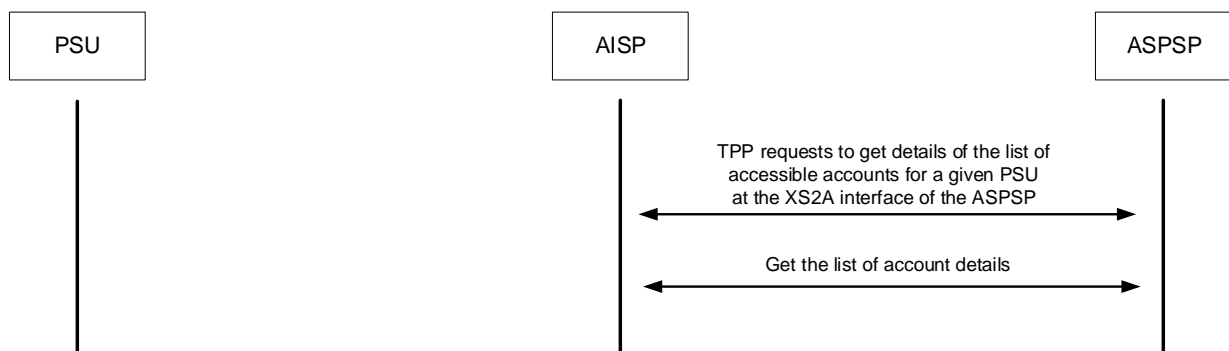 PSU
AISP
ASPSP
TPP requests to get details of the list of
accessible accounts for a given PSU
at the XS2A interface of the ASPSP
Get the list of account details